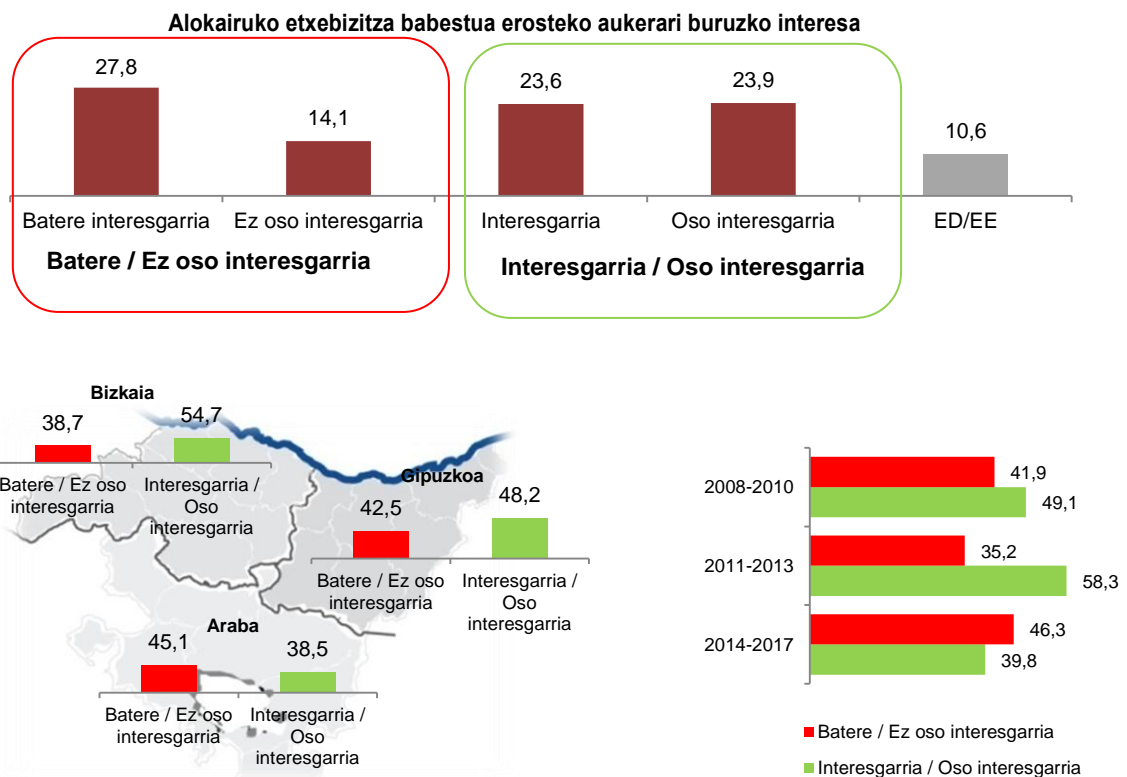 Alokairuko etxebizitza babestua erosteko aukerari buruzko interesa
27,8
14,1
23,6
23,9
10,6
Batere interesgarria
Ez oso interesgarria
Interesgarria
Oso interesgarria
ED/EE
Batere / Ez oso interesgarria
Interesgarria / Oso interesgarria
Bizkaia
38,7
54,7
Batere / Ez oso
interesgarria
Interesgarria /
Oso
interesgarria
Gipuzkoa
42,5
48,2
Batere / Ez oso
interesgarria
Interesgarria /
Oso
interesgarria
Araba
45,1
38,5
Batere / Ez oso
interesgarria
Interesgarria /
Oso
interesgarria
2008-2010
41,9
49,1
2011-2013
35,2
58,3
2014-2017
46,3
39,8
Batere / Ez oso interesgarria
Interesgarria / Oso interesgarria